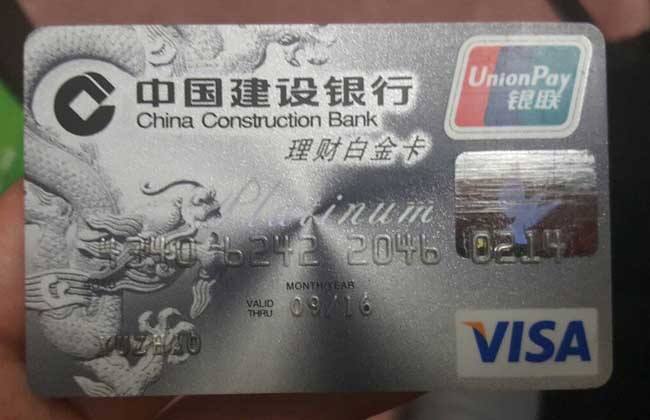 中国建设银行
China Construction Bank
UnionPay
银联
理财白金卡
Platinum
4340 6242 2046 0214
MONTH/YEAR
VALID THRU 09/16
VISA